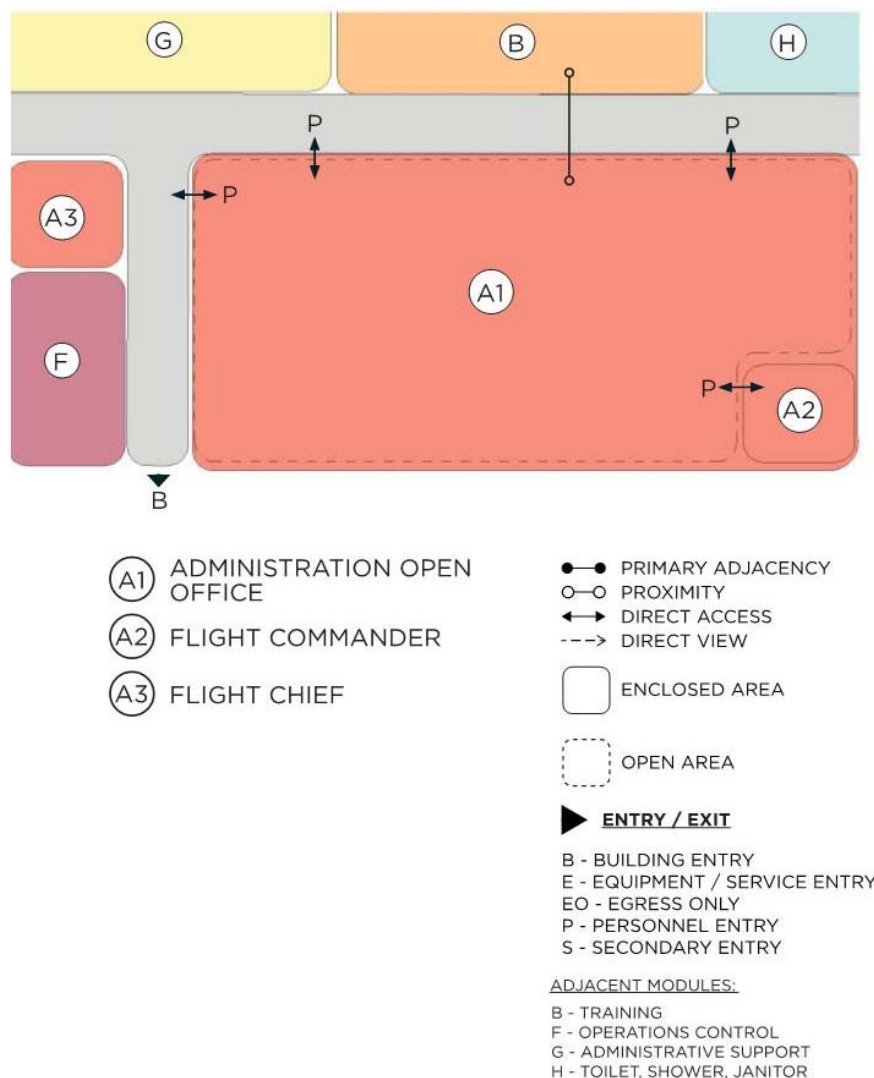 G
B
H
P
P
P
A3
A1
F
P
A2
B
A1 ADMINISTRATION OPEN
OFFICE
A2 FLIGHT COMMANDER
A3 FLIGHT CHIEF
PRIMARY ADJACENCY
PROXIMITY
DIRECT ACCESS
DIRECT VIEW
ENCLOSED AREA
OPEN AREA
ENTRY / EXIT
B - BUILDING ENTRY
E - EQUIPMENT / SERVICE ENTRY
EO - EGRESS ONLY
P - PERSONNEL ENTRY
S - SECONDARY ENTRY
ADJACENT MODULES:
B - TRAINING
F - OPERATIONS CONTROL
G - ADMINISTRATIVE SUPPORT
H - TOILET, SHOWER, JANITOR